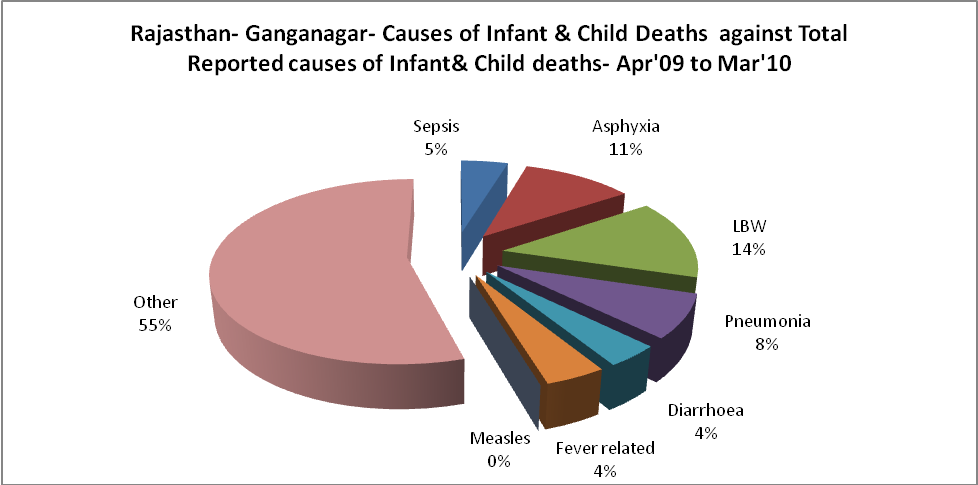 Rajasthan- Ganganagar- Causes of Infant & Child Deaths against Total
Reported causes of Infant& Child deaths- Apr'09 to Mar'10
Sepsis
5%
Asphyxia
11%
LBW
14%
Pneumonia
8%
Diarrhoea
4%
Fever related
4%
Measles
0%
Other
55%